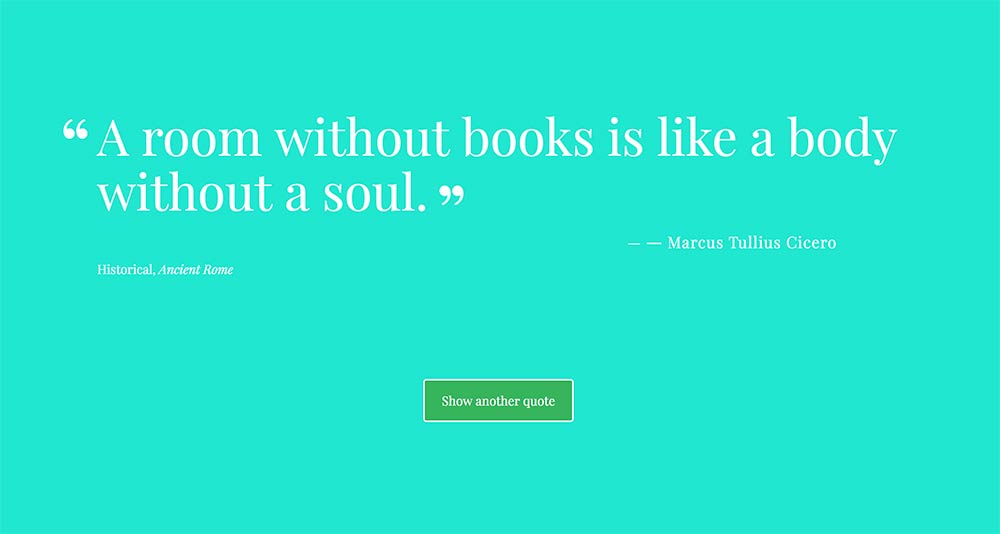 “ A room without books is like a body
without a soul. ”
— — Marcus Tullius Cicero
Historical, Ancient Rome
Show another quote